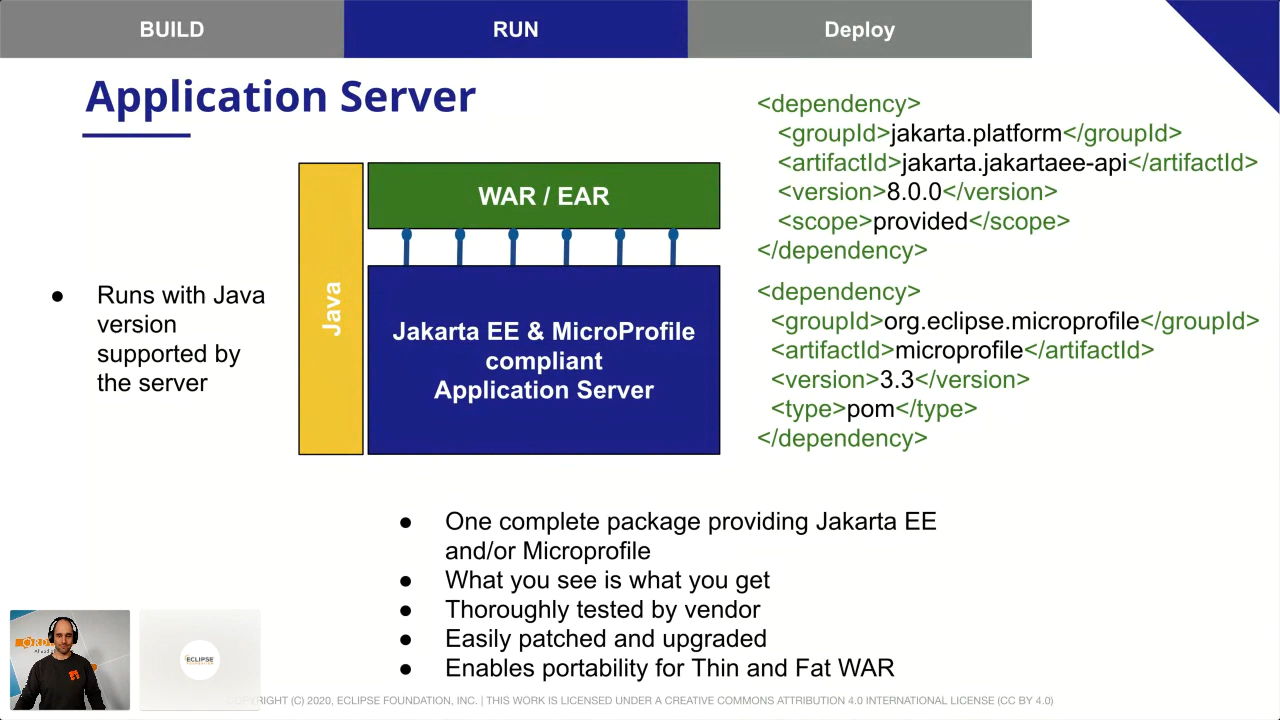 BUILD
RUN
Deploy
Application Server
<dependency>
<groupId>jakarta.platform</groupId>
<artifactId>jakarta.jakartaee-api</artifactId>
<version>8.0.0</version>
<scope>provided</scope>
</dependency>
<dependency>
<groupId>org.eclipse.microprofile</groupId>
<artifactId>microprofile</artifactId>
<version>3.3</version>
<type>pom</type>
</dependency>
WAR / EAR
Java
Jakarta EE & MicroProfile
compliant
Application Server
● Runs with Java
version
supported by
the server
● One complete package providing Jakarta EE
and/or Microprofile
● What you see is what you get
● Thoroughly tested by vendor
● Easily patched and upgraded
● Enables portability for Thin and Fat WAR
ECLIPSE
(C) 2020, ECLIPSE FOUNDATION, INC. | THIS WORK IS LICENSED UNDER A CREATIVE COMMONS ATTRIBUTION 4.0 INTERNATIONAL LICENSE (CC BY 4.0)